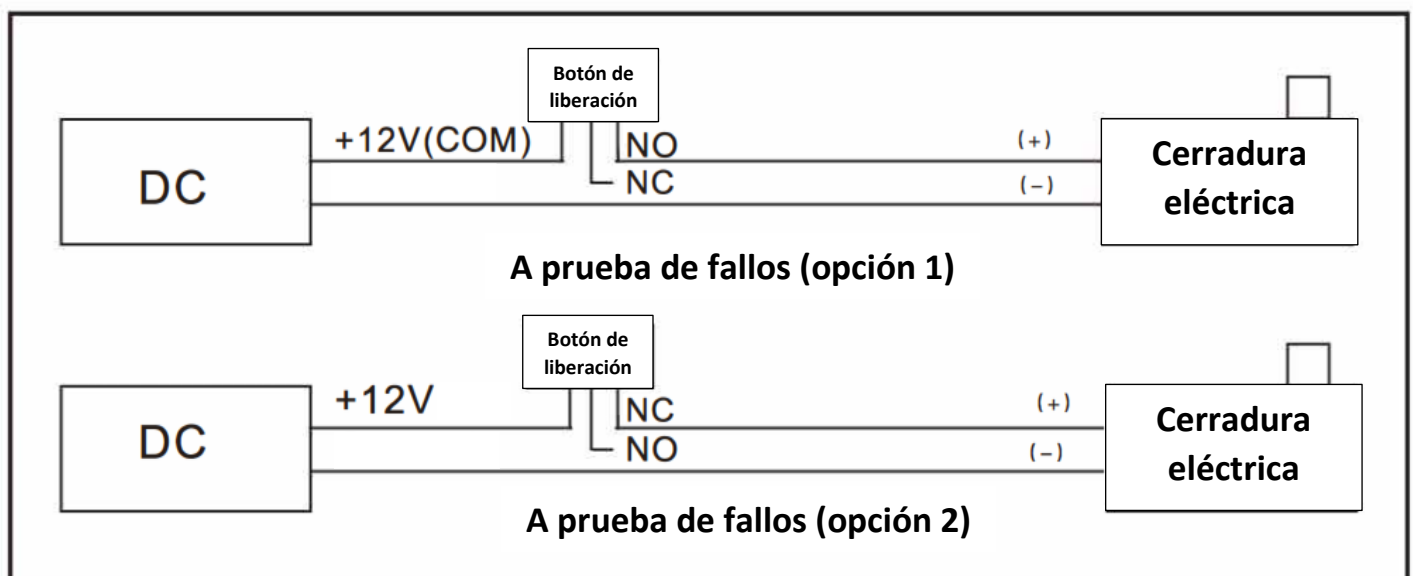 Botón de
liberación
DC
+12V(COM)
NO
NC
(+)
(−)
Cerradura
eléctrica
A prueba de fallos (opción 1)
Botón de
liberación
DC
+12V
NC
NO
(+)
(−)
Cerradura
eléctrica
A prueba de fallos (opción 2)